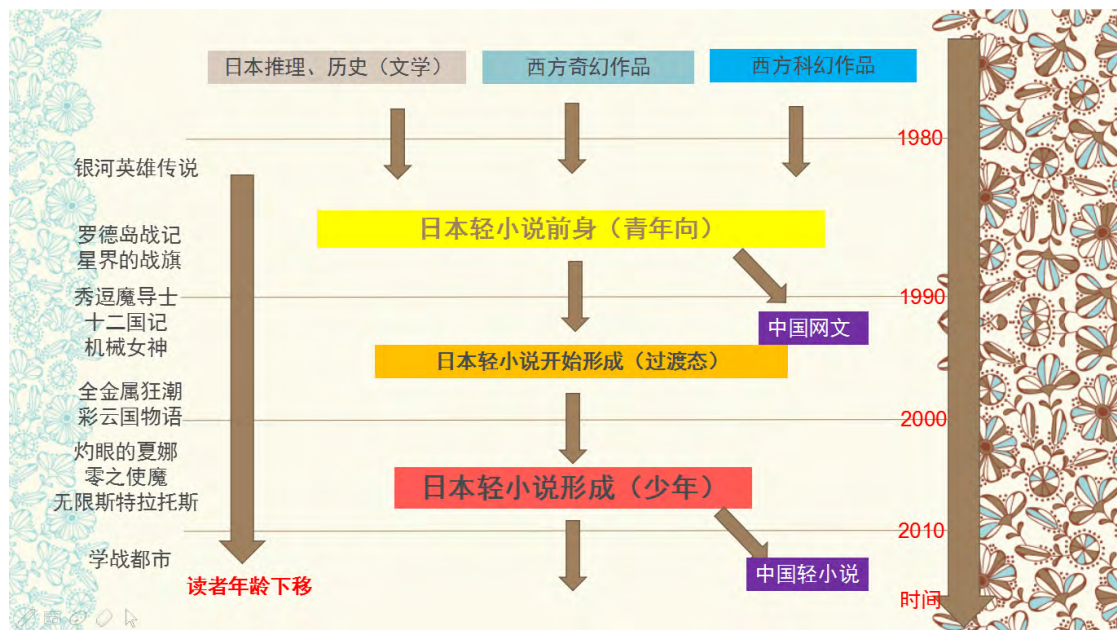 日本推理、历史（文学）
西方奇幻作品
西方科幻作品
1980
银河英雄传说
日本轻小说前身（青年向）
罗德岛战记
星界的战旗
1990
秀逗魔导士
十二国记
机械女神
中国网文
日本轻小说开始形成（过渡态）
全金属狂潮
彩云国物语
2000
灼眼的夏娜
零之使魔
无限斯特拉托斯
日本轻小说形成（少年）
2010
学战都市
中国轻小说
读者年龄下移
时间